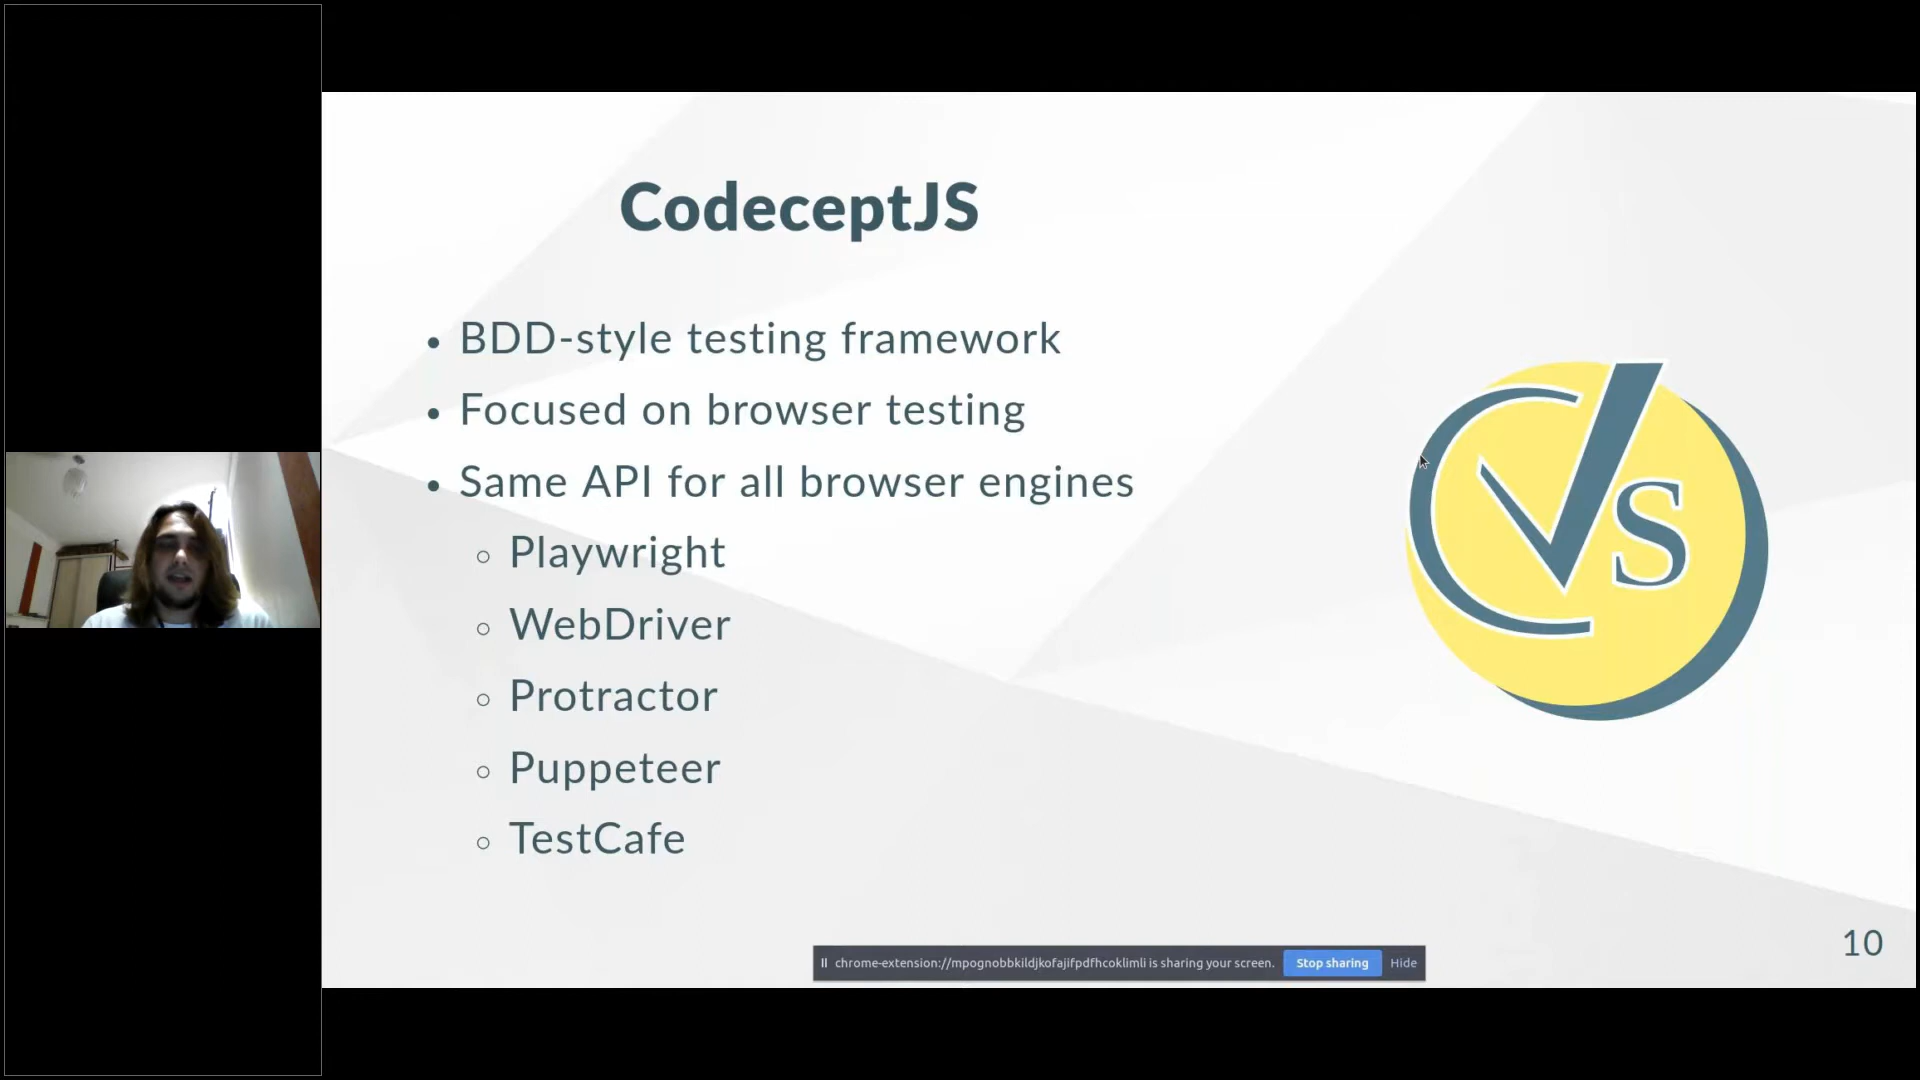 CodeceptJS
• BDD-style testing framework
• Focused on browser testing
• Same API for all browser engines
◦ Playwright
◦ WebDriver
◦ Protractor
◦ Puppeteer
◦ TestCafe
CVS
chrome-extension://mpognobbkildjkofajifpdfhcoklimli is sharing your screen. Stop sharing Hide
10